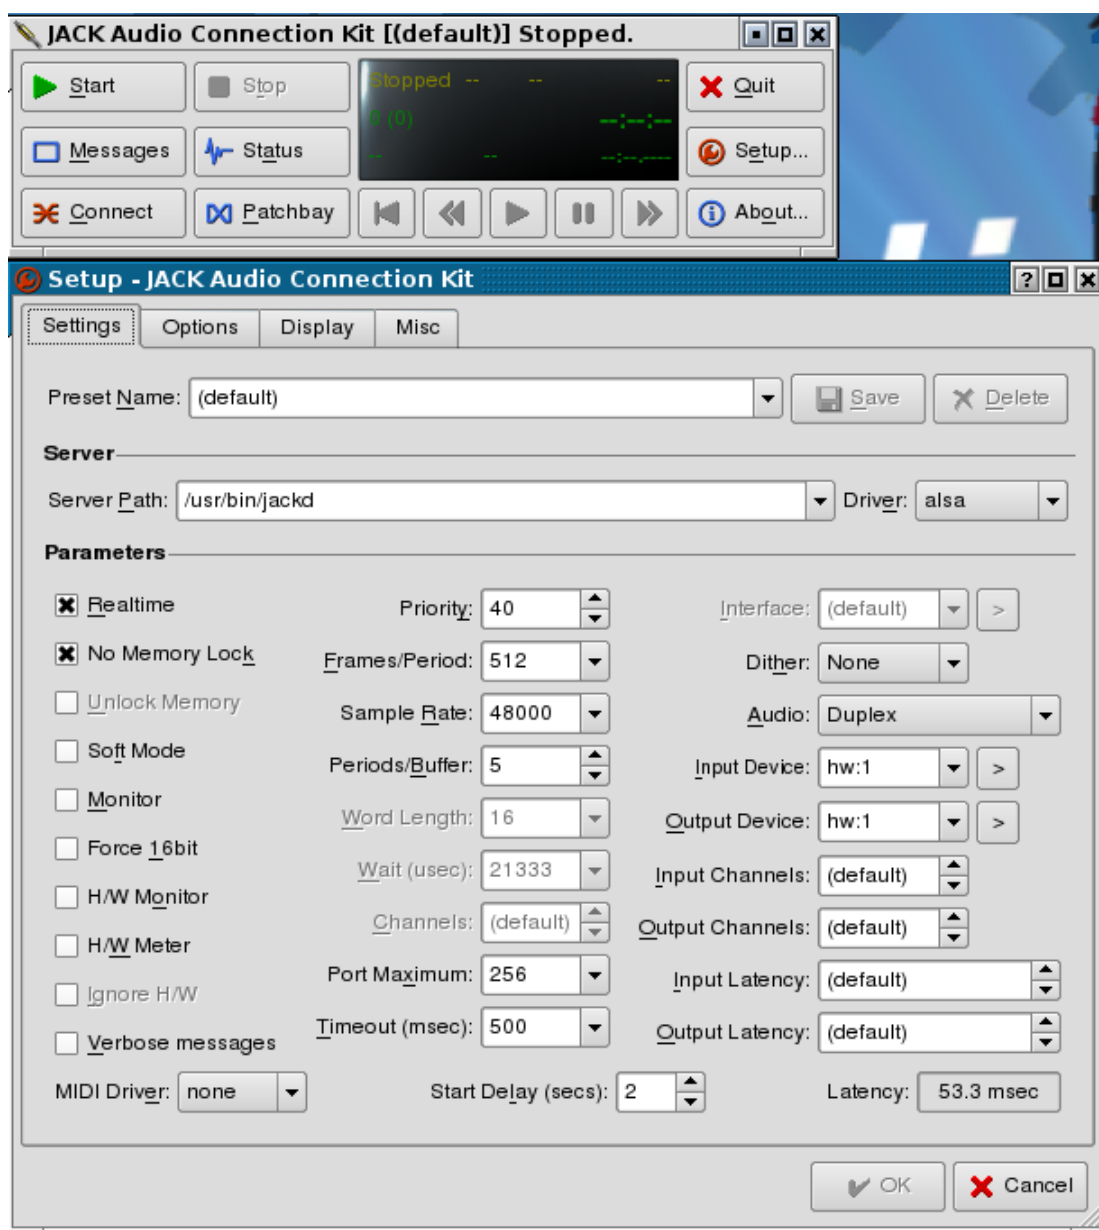 JACK Audio Connection Kit [(default)] Stopped.
Start Stop Stopped -- -- -- Quit
0 (0) --:--:--
Messages Status -- -- --:--.---- Setup...
Connect Patchbay About...
Setup - JACK Audio Connection Kit
Settings Options Display Misc
Preset Name: (default) Save Delete
Server
Server Path: /usr/bin/jackd Driver: alsa
Parameters
Realtime Priority: 40 Interface: (default) >
No Memory Lock Frames/Period: 512 Dither: None
Unlock Memory Sample Rate: 48000 Audio: Duplex
Soft Mode Periods/Buffer: 5 Input Device: hw:1 >
Monitor Word Length: 16 Output Device: hw:1 >
Force 16bit Wait (usec): 21333 Input Channels: (default)
H/W Monitor Channels: (default) Output Channels: (default)
H/W Meter Port Maximum: 256 Input Latency: (default)
Ignore H/W Timeout (msec): 500 Output Latency: (default)
Verbose messages
MIDI Driver: none Start Delay (secs): 2 Latency: 53.3 msec
OK Cancel